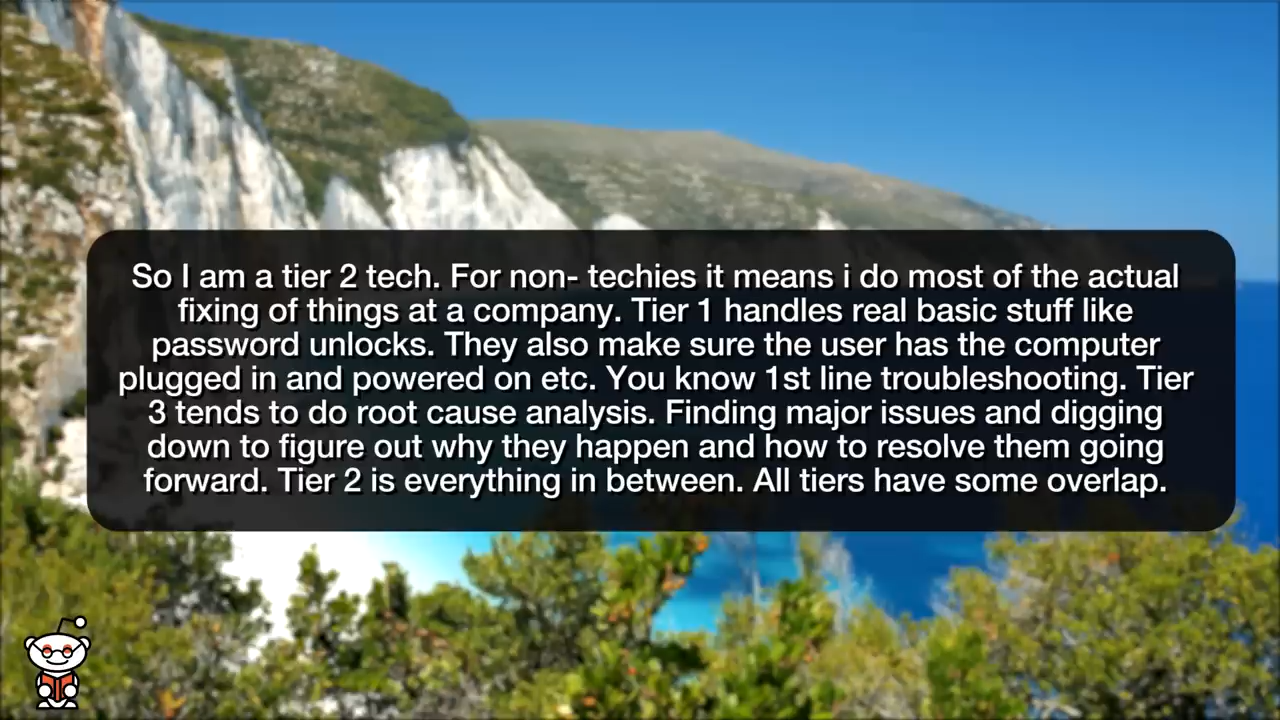 So I am a tier 2 tech. For non- techies it means i do most of the actual
fixing of things at a company. Tier 1 handles real basic stuff like
password unlocks. They also make sure the user has the computer
plugged in and powered on etc. You know 1st line troubleshooting. Tier
3 tends to do root cause analysis. Finding major issues and digging
down to figure out why they happen and how to resolve them going
forward. Tier 2 is everything in between. All tiers have some overlap.